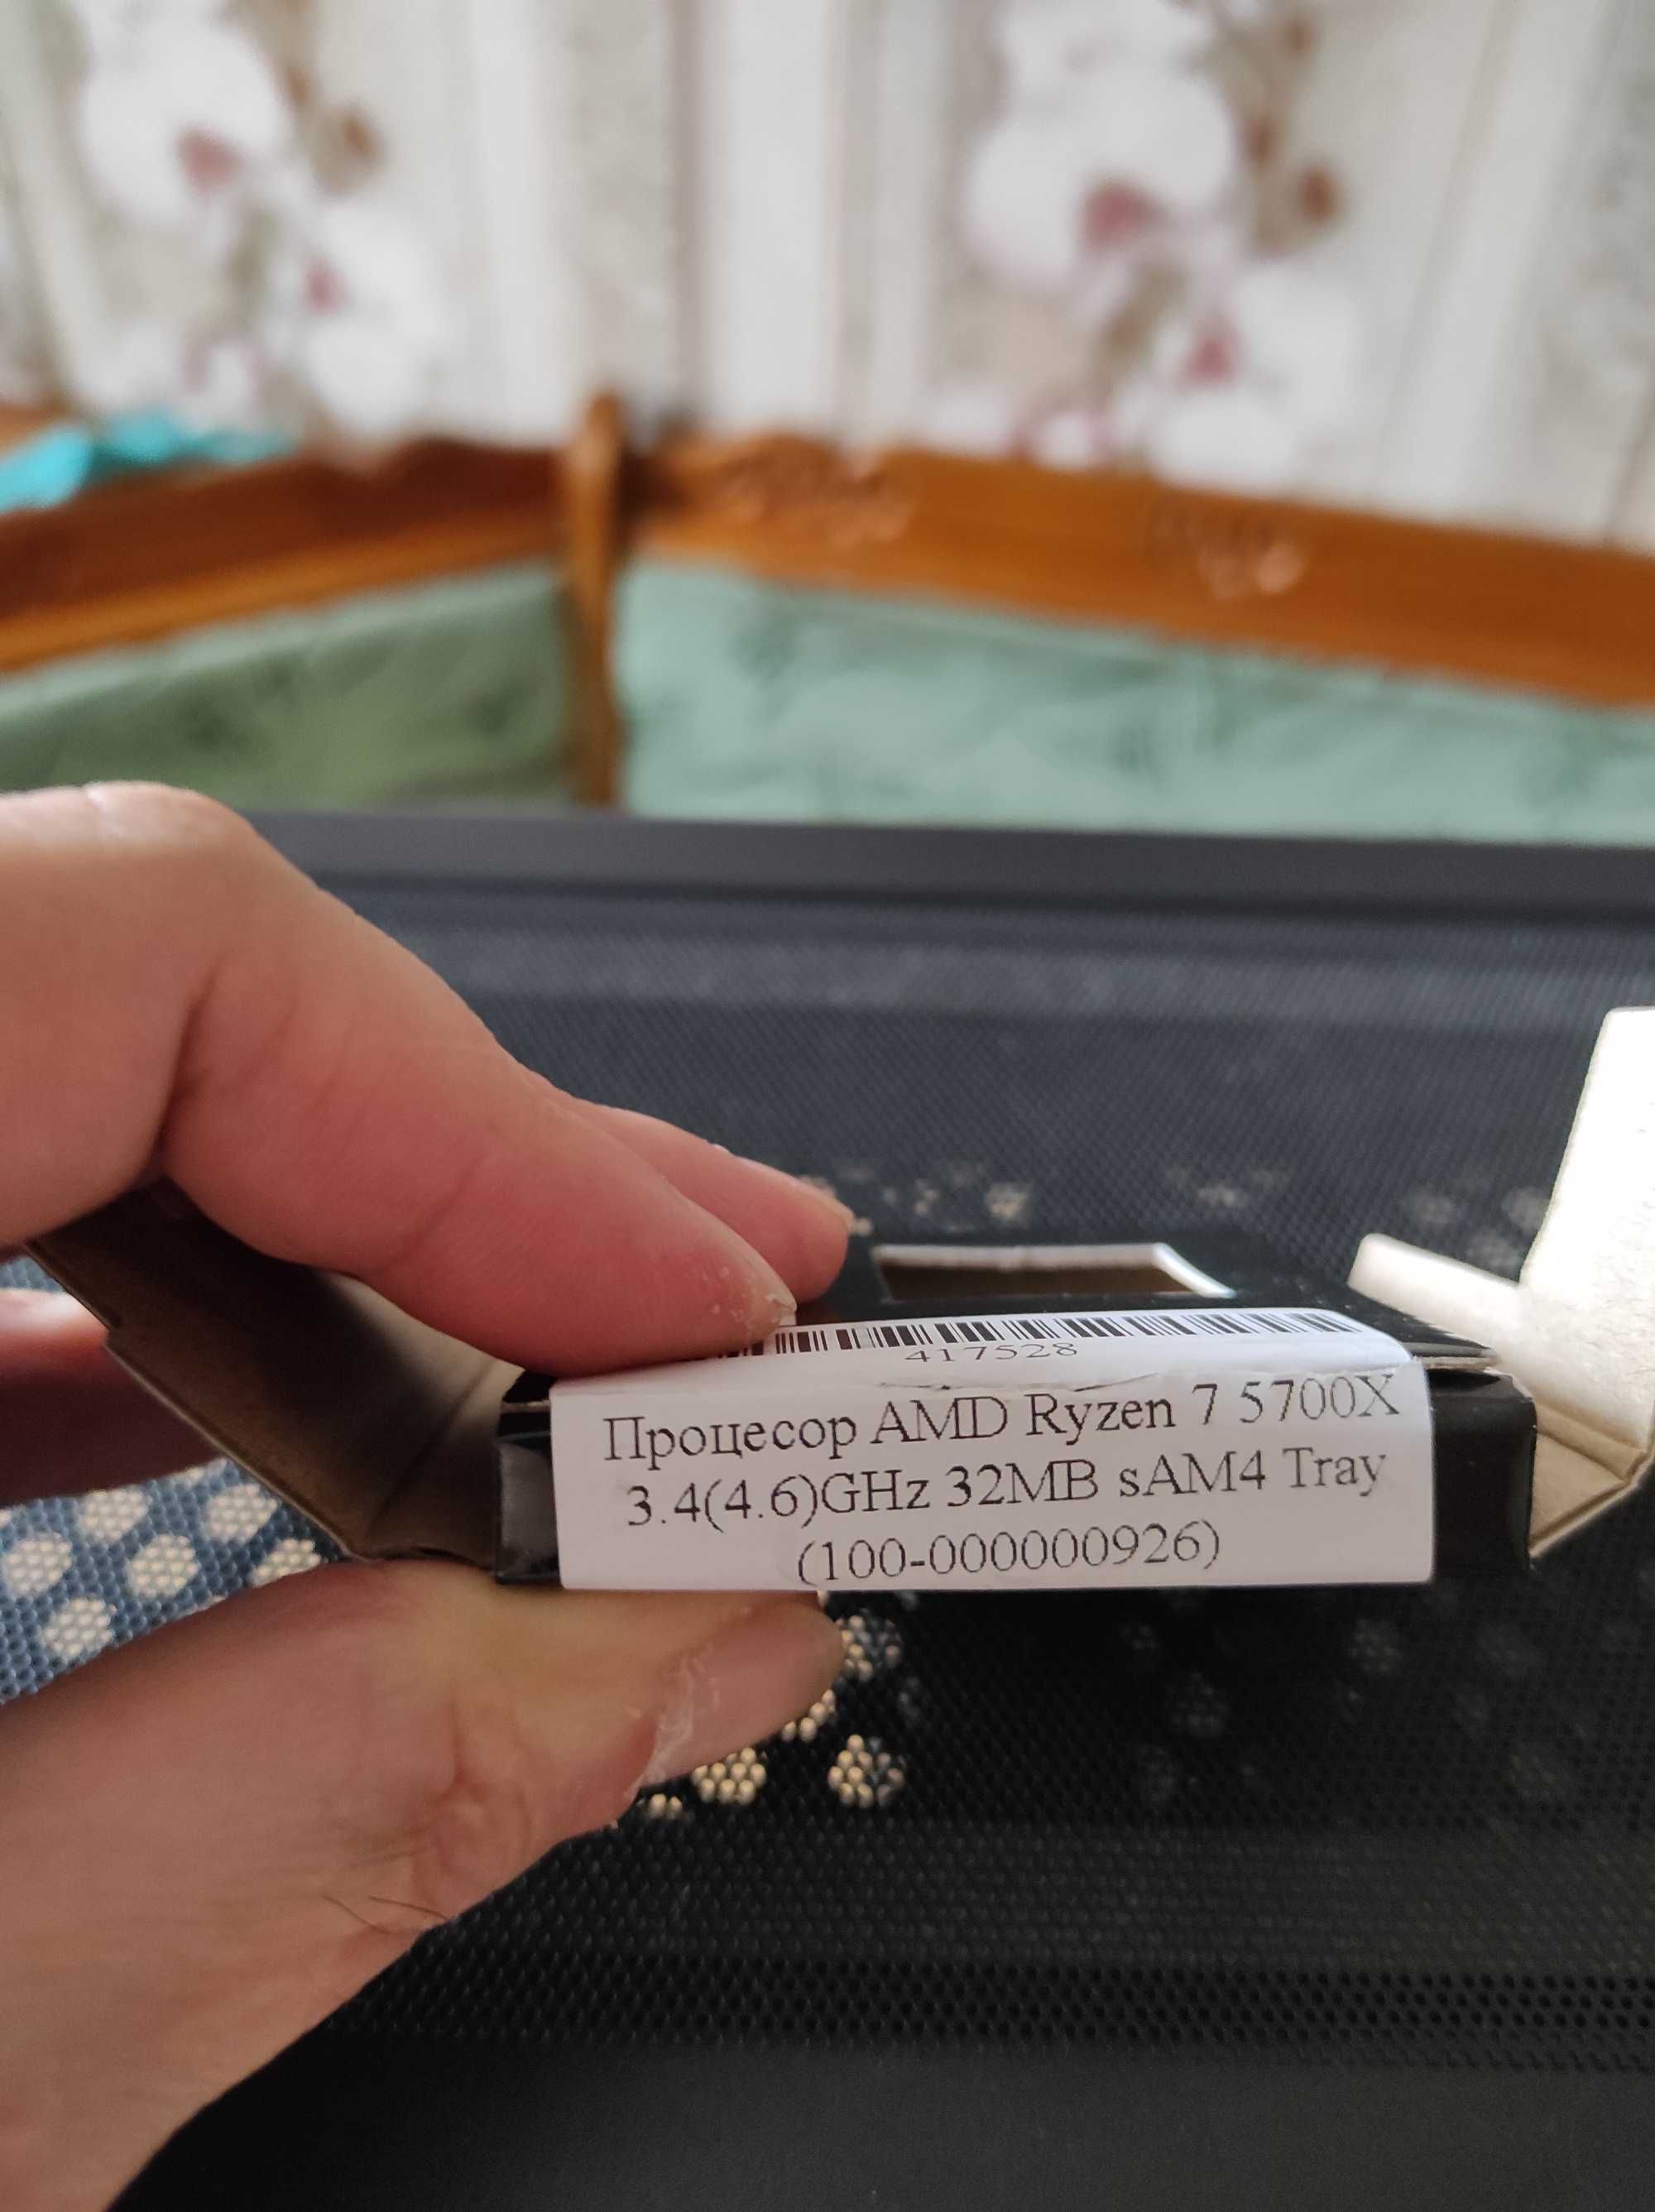 417528
Процесор AMD Ryzen 7 5700X
3.4(4.6)GHz 32MB sAM4 Tray
(100-000000926)